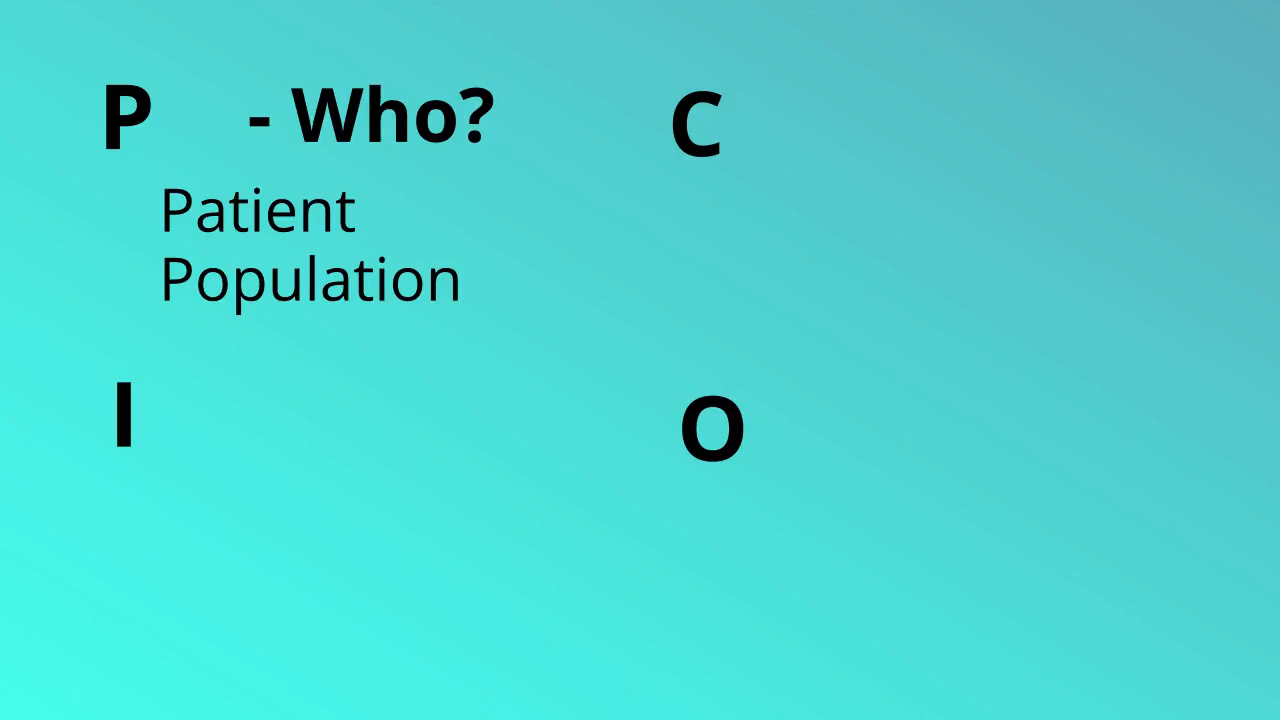 P - Who?
Patient
Population
I
C
O